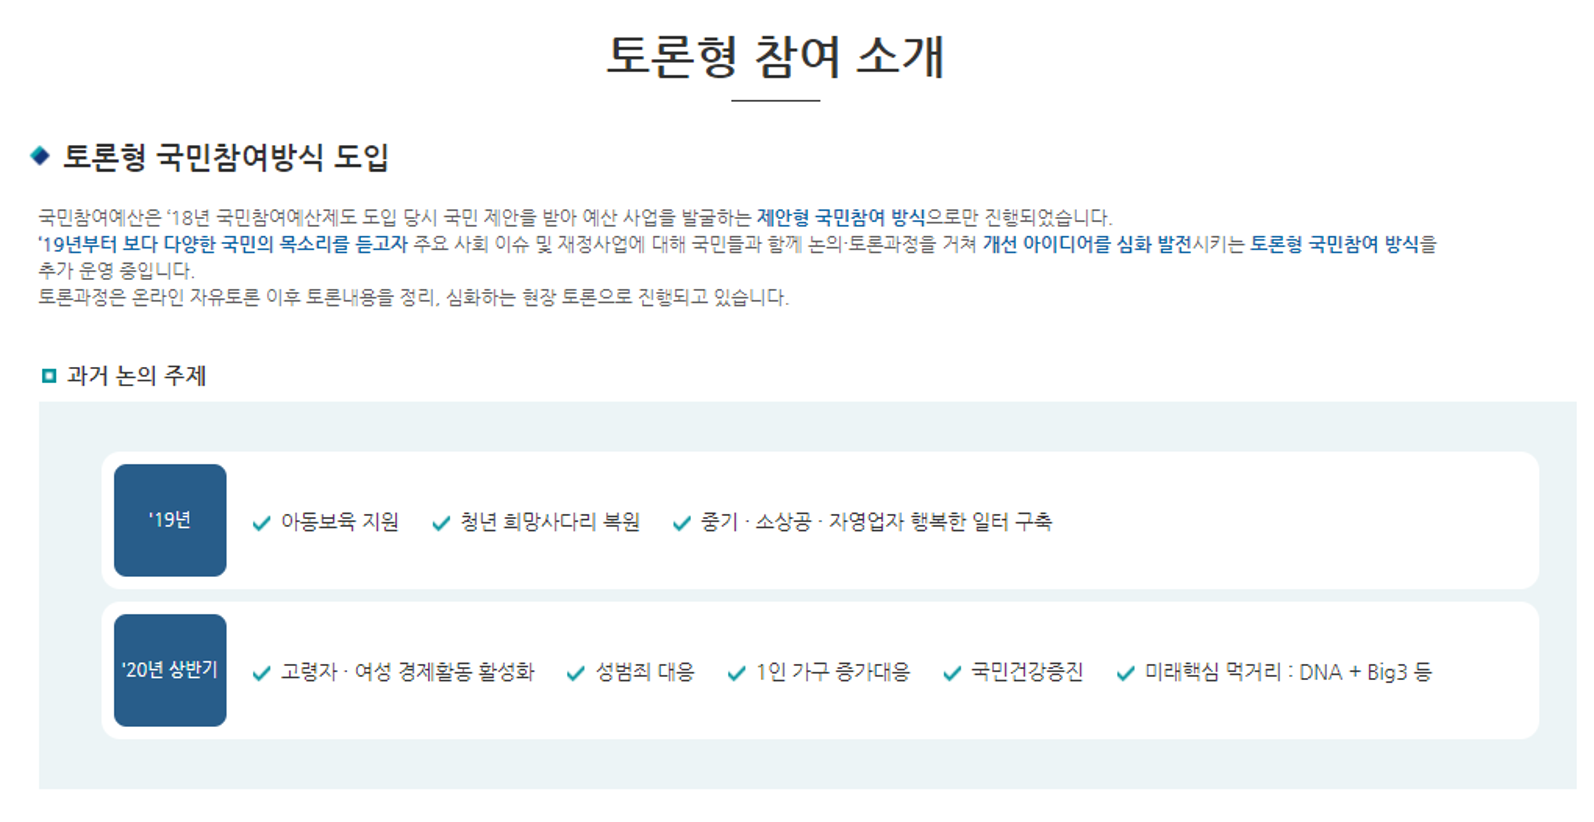 토론형 참여 소개
토론형 국민참여방식 도입
국민참여예산은 ‘18년 국민참여예산제도 도입 당시 국민 제안을 받아 예산 사업을 발굴하는 제안형 국민참여 방식으로만 진행되었습니다.
‘19년부터 보다 다양한 국민의 목소리를 듣고자 주요 사회 이슈 및 재정사업에 대해 국민들과 함께 논의·토론과정을 거쳐 개선 아이디어를 심화 발전시키는 토론형 국민참여 방식을
추가 운영 중입니다.
토론과정은 온라인 자유토론 이후 토론내용을 정리, 심화하는 현장 토론으로 진행되고 있습니다.
과거 논의 주제
'19년 아동보육 지원 청년 희망사다리 복원 중기 · 소상공 · 자영업자 행복한 일터 구축
'20년 상반기 고령자 · 여성 경제활동 활성화 성범죄 대응 1인 가구 증가대응 국민건강증진 미래핵심 먹거리 : DNA + Big3 등